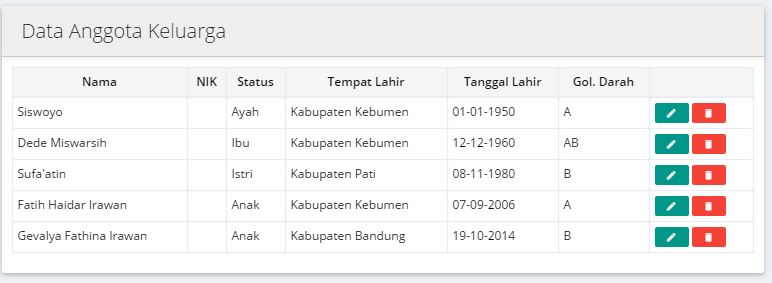 Data Anggota Keluarga
Nama NIK Status Tempat Lahir Tanggal Lahir Gol. Darah
Siswoyo Ayah Kabupaten Kebumen 01-01-1950 A
Dede Miswarsih Ibu Kabupaten Kebumen 12-12-1960 AB
Sufa'atin Istri Kabupaten Pati 08-11-1980 B
Fatih Haidar Irawan Anak Kabupaten Kebumen 07-09-2006 A
Gevalya Fathina Irawan Anak Kabupaten Bandung 19-10-2014 B